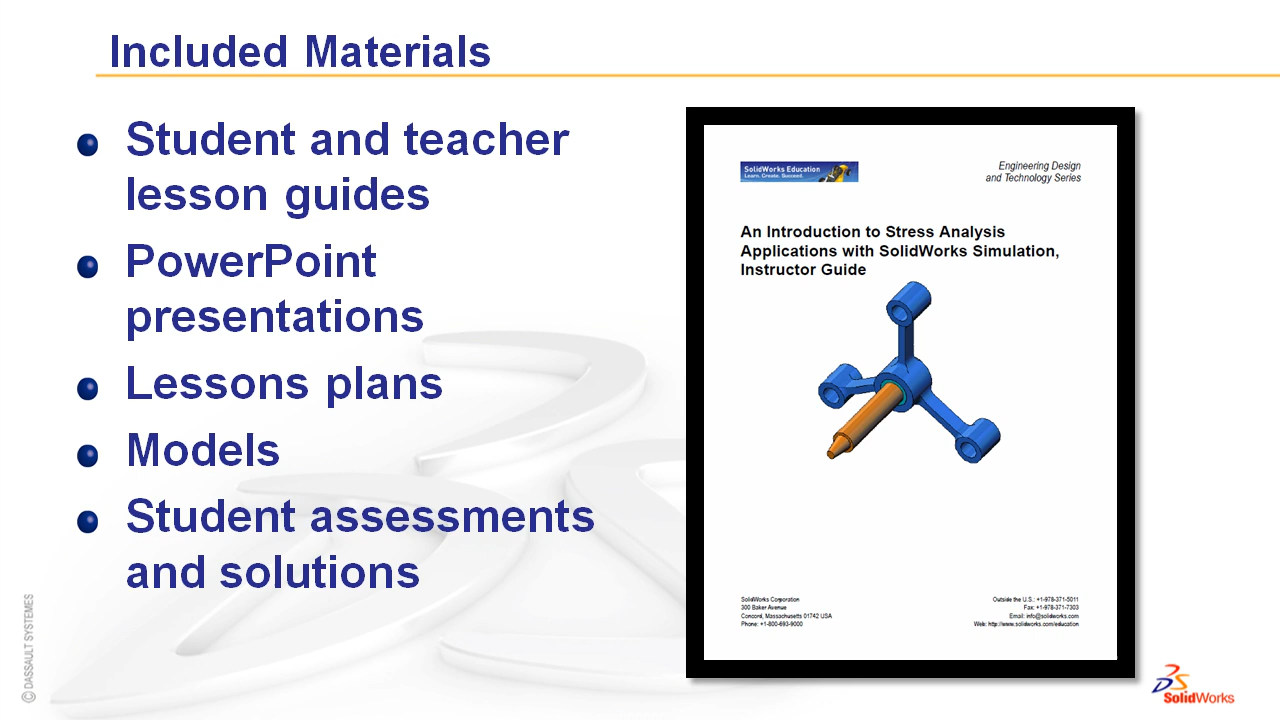 Included Materials
Student and teacher
lesson guides
PowerPoint
presentations
Lessons plans
Models
Student assessments
and solutions
SolidWorks Education
Learn. Create. Succeed.
Engineering Design
and Technology Series
An Introduction to Stress Analysis
Applications with SolidWorks Simulation,
Instructor Guide
SolidWorks Corporation
300 Baker Avenue
Concord, Massachusetts 01742 USA
Phone: +1-800-693-9000
Outside the U.S.: +1-978-371-5011
Fax: +1-978-371-7303
Email: info@solidworks.com
Web: http://www.solidworks.com/education
© DASSAULT SYSTEMES
SolidWorks